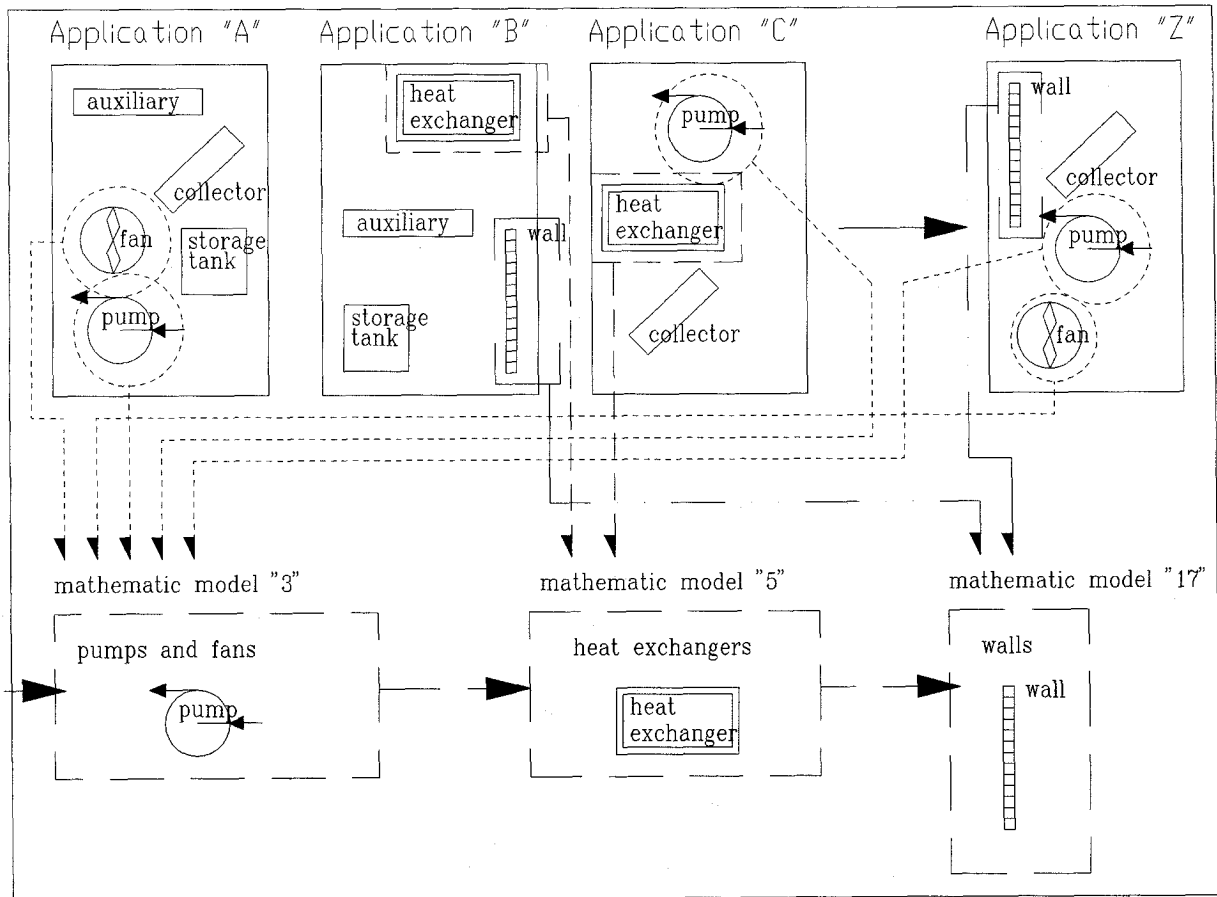 Application "A"
auxiliary
collector
fan
storage
tank
pump
Application "B"
heat
exchanger
auxiliary
wall
storage
tank
Application "C"
pump
heat
exchanger
collector
Application "Z"
wall
collector
pump
fan
mathematic model "3"
pumps and fans
pump
mathematic model "5"
heat exchangers
heat
exchanger
mathematic model "17"
walls
wall